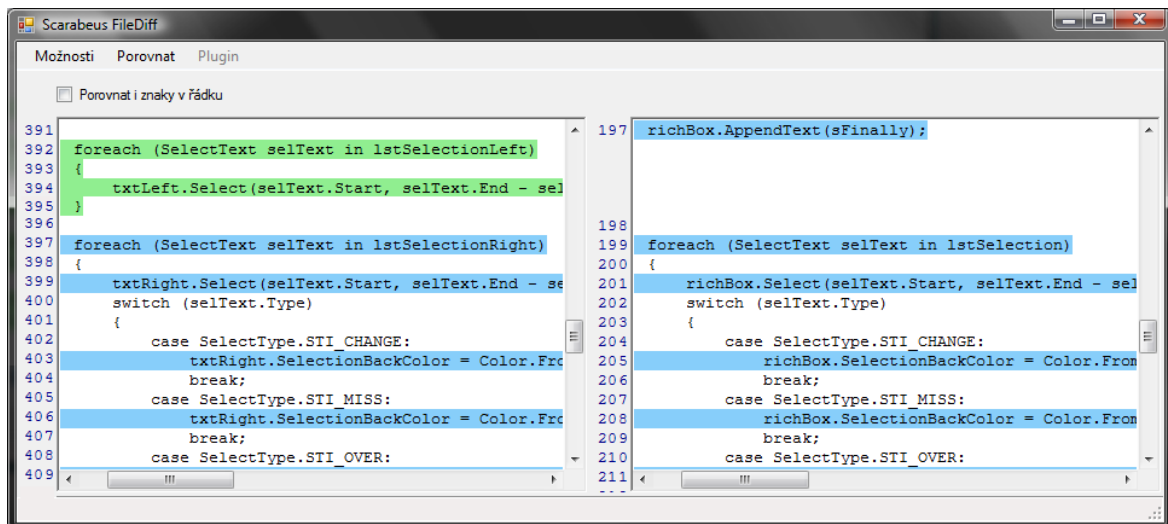 Scarabeus FileDiff
Možnosti Porovnat Plugin
Porovnat i znaky v řádku
391
392 foreach (SelectText selText in lstSelectionLeft)
393 {
394 txtLeft.Select(selText.Start, selText.End - sel
395 }
396
397 foreach (SelectText selText in lstSelectionRight)
398 {
399 txtRight.Select(selText.Start, selText.End - se
400 switch (selText.Type)
401 {
402 case SelectType.STI_CHANGE:
403 txtRight.SelectionBackColor = Color.Fro
404 break;
405 case SelectType.STI_MISS:
406 txtRight.SelectionBackColor = Color.Fro
407 break;
408 case SelectType.STI_OVER:
409
197 richBox.AppendText(sFinally);
198
199 foreach (SelectText selText in lstSelection)
200 {
201 richBox.Select(selText.Start, selText.End - sel
202 switch (selText.Type)
203 {
204 case SelectType.STI_CHANGE:
205 richBox.SelectionBackColor = Color.From
206 break;
207 case SelectType.STI_MISS:
208 richBox.SelectionBackColor = Color.From
209 break;
210 case SelectType.STI_OVER:
211